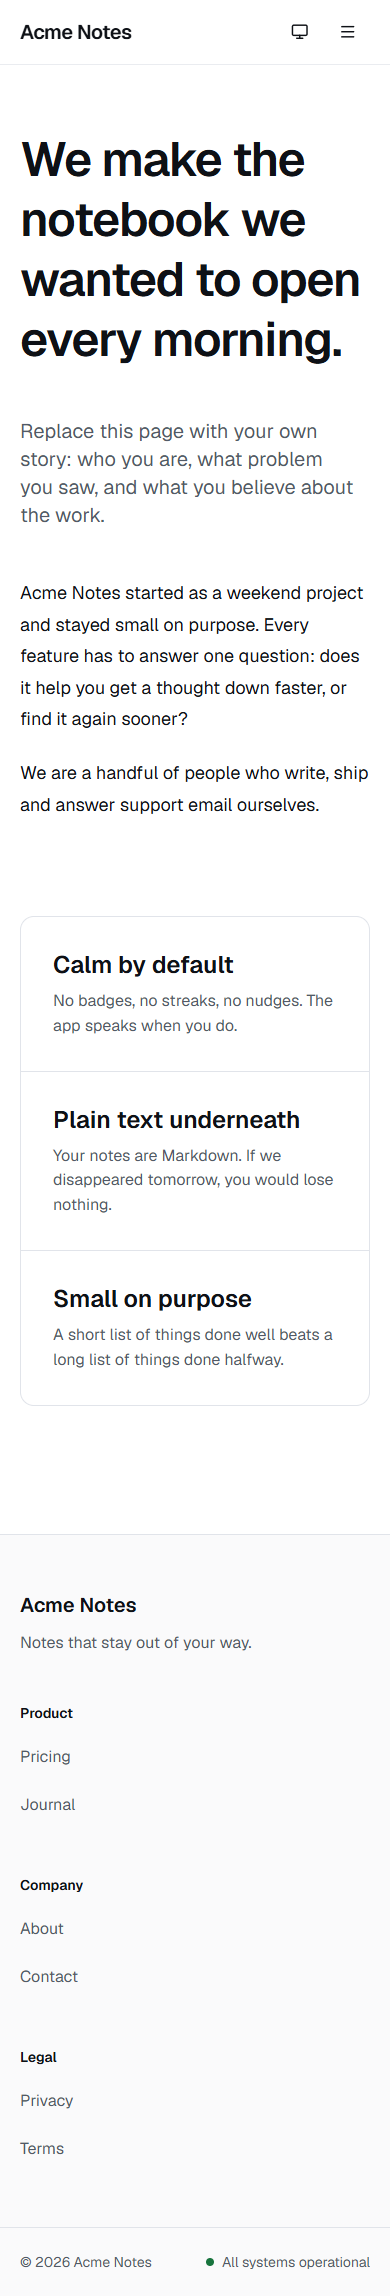 Acme Notes
We make the
notebook we
wanted to open
every morning.
Replace this page with your own
story: who you are, what problem
you saw, and what you believe about
the work.
Acme Notes started as a weekend project
and stayed small on purpose. Every
feature has to answer one question: does
it help you get a thought down faster, or
find it again sooner?
We are a handful of people who write, ship
and answer support email ourselves.
Calm by default
No badges, no streaks, no nudges. The
app speaks when you do.
Plain text underneath
Your notes are Markdown. If we
disappeared tomorrow, you would lose
nothing.
Small on purpose
A short list of things done well beats a
long list of things done halfway.
Acme Notes
Notes that stay out of your way.
Product
Pricing
Journal
Company
About
Contact
Legal
Privacy
Terms
© 2026 Acme Notes
All systems operational